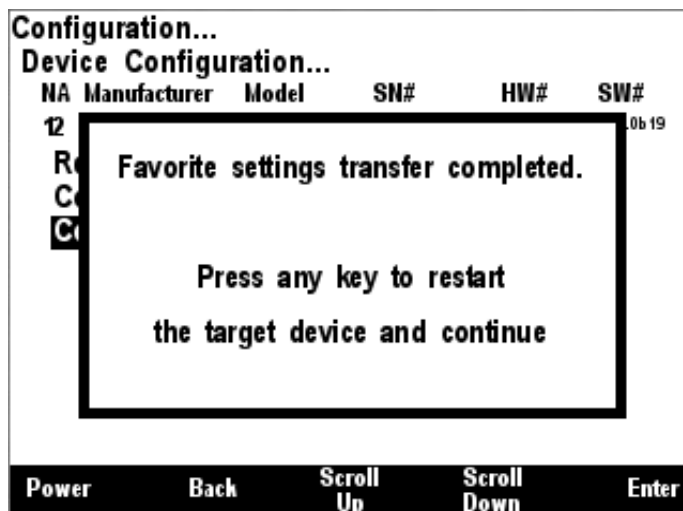 Configuration...
Device Configuration...
NA Manufacturer Model SN# HW# SW#
12 .0b19
Favorite settings transfer completed.
Press any key to restart
the target device and continue
Power Back Scroll Up Scroll Down Enter